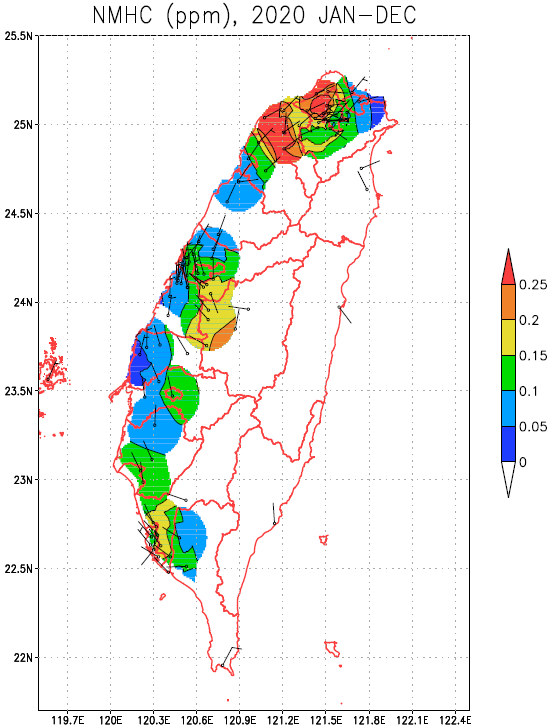 NMHC (ppm), 2020 JAN−DEC
25.5N
25N
24.5N
24N
23.5N
23N
22.5N
22N
119.7E 120E 120.3E 120.6E 120.9E 121.2E 121.5E 121.8E 122.1E 122.4E
0.25
0.2
0.15
0.1
0.05
0